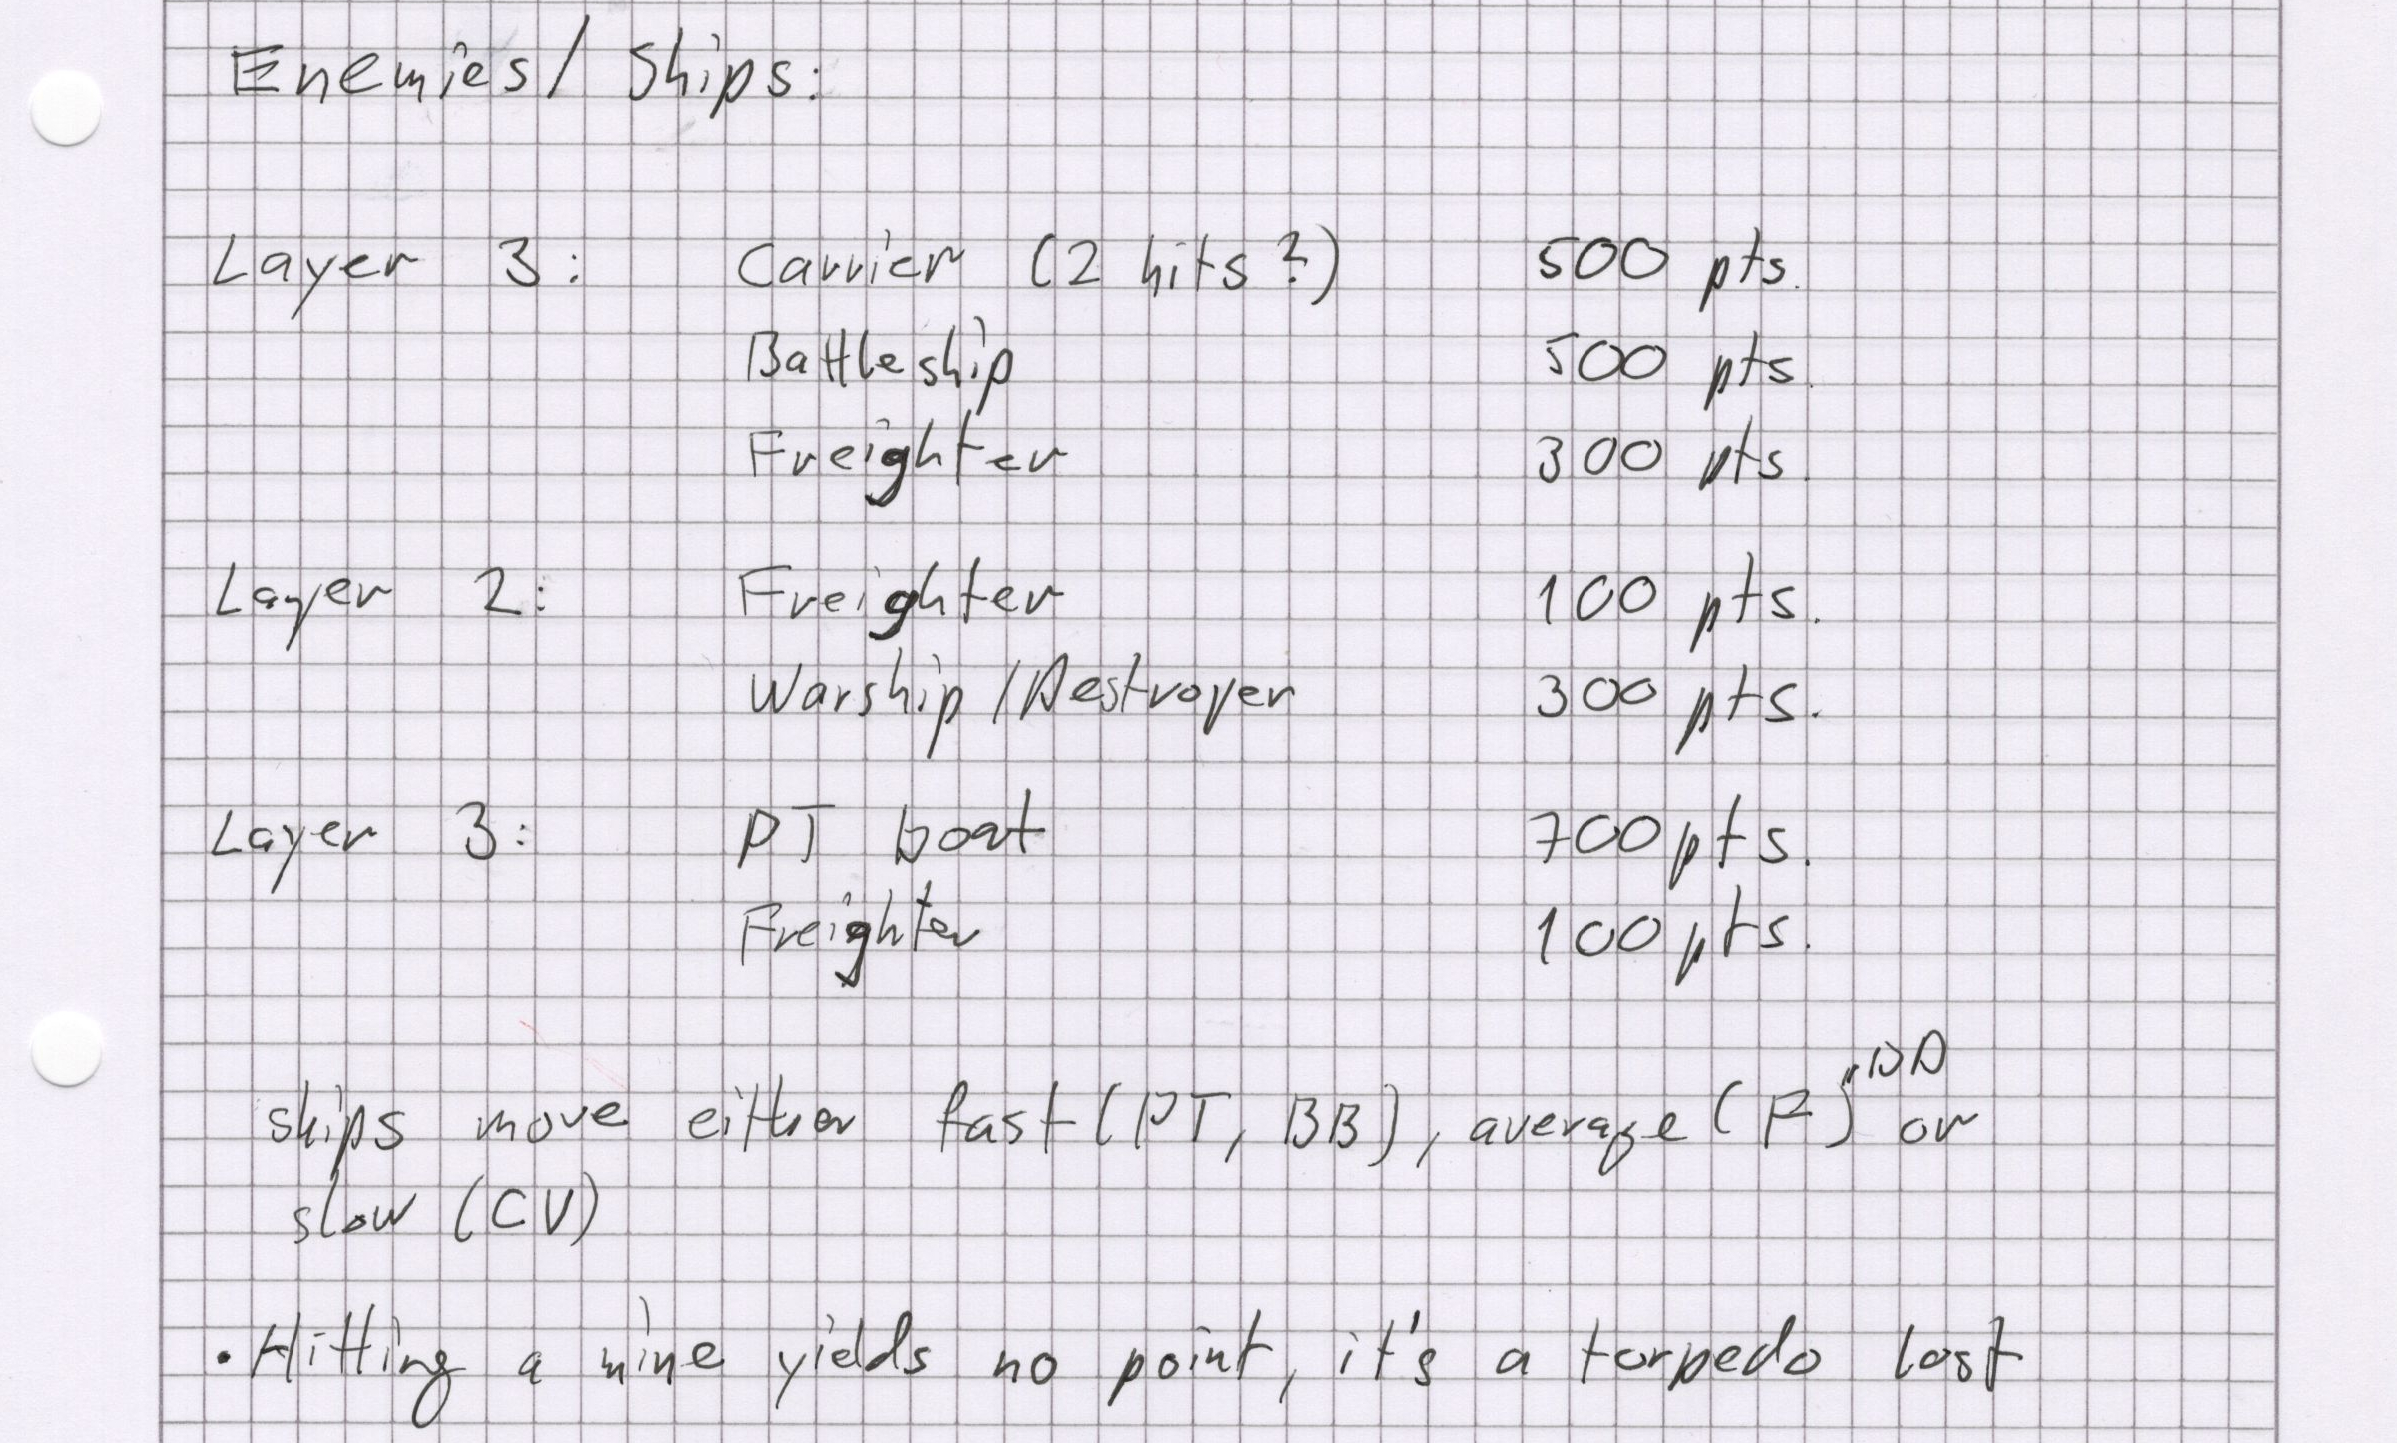 Enemies/ Ships:
Layer 3: Carrier (2 hits?) 500 pts.
Battleship 500 pts.
Freighter 300 pts.
Layer 2: Freighter 100 pts.
Warship/Destroyer 300 pts.
Layer 3: PT boat 700 pts.
Freighter 100 pts.
ships move either fast (PT, BB), average (F)"DD or
slow (CV)
• Hitting a mine yields no point, it's a torpedo lost